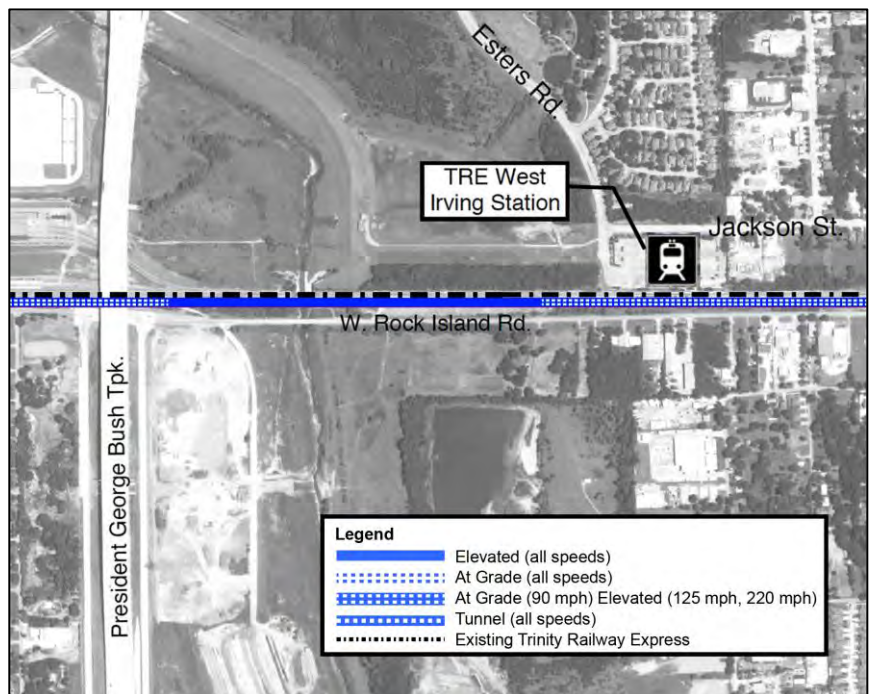 Esters Rd.
TRE West
Irving Station
Jackson St.
W. Rock Island Rd.
President George Bush Tpk.
Legend
Elevated (all speeds)
At Grade (all speeds)
At Grade (90 mph) Elevated (125 mph, 220 mph)
Tunnel (all speeds)
Existing Trinity Railway Express